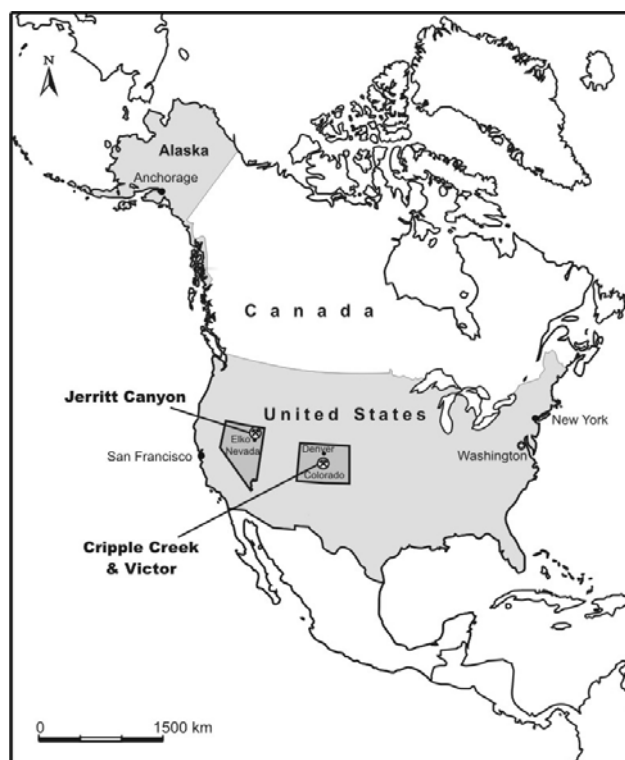 N
Alaska
Anchorage
Canada
Jerritt Canyon
United States
Elko
Nevada
Denver
Colorado
New York
Washington
San Francisco
Cripple Creek
& Victor
0
1500 km